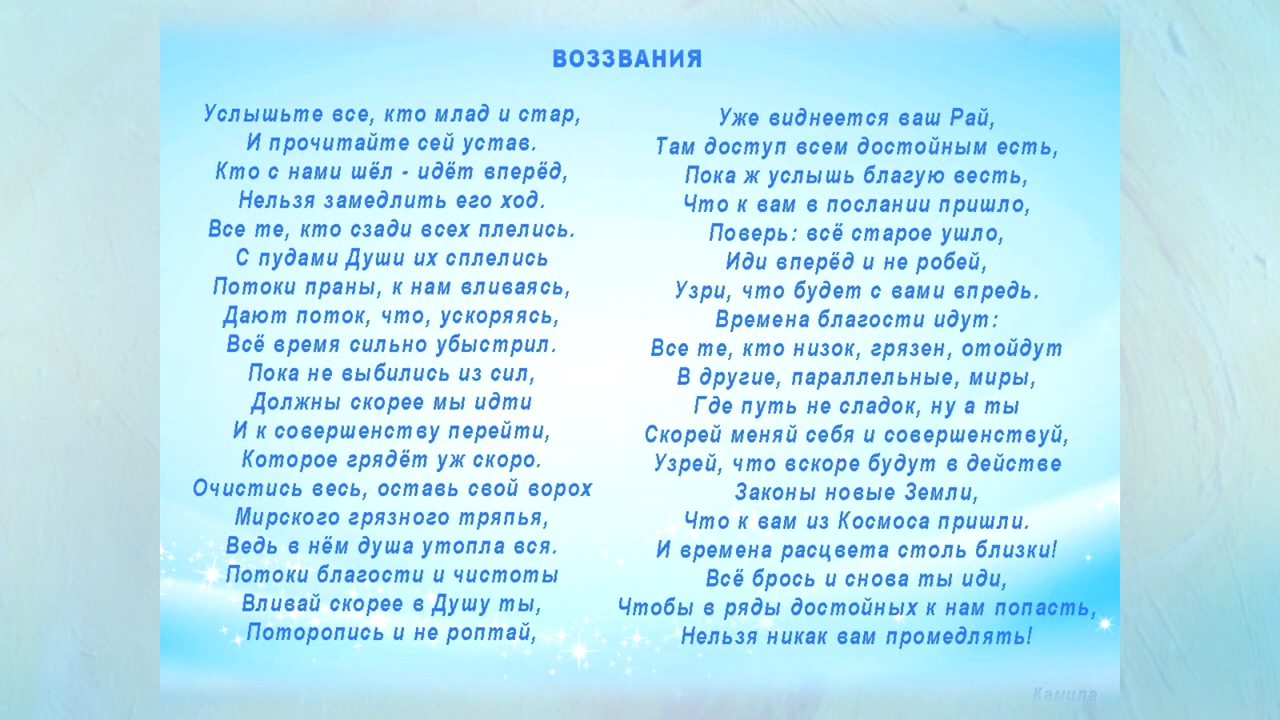 ВОЗЗВАНИЯ
Услышьте все, кто млад и стар,
И прочитайте сей устав.
Кто с нами шёл - идёт вперёд,
Нельзя замедлить его ход.
Все те, кто сзади всех плелись.
С пудами Души их сплелись
Потоки праны, к нам вливаясь,
Дают поток, что, ускоряясь,
Всё время сильно убыстрил.
Пока не выбились из сил,
Должны скорее мы идти
И к совершенству перейти,
Которое грядёт уж скоро.
Очистись весь, оставь свой ворох
Мирского грязного тряпья,
Ведь в нём душа утопла вся.
Потоки благости и чистоты
Вливай скорее в Душу ты,
Поторопись и не роптай,
Уже виднеется ваш Рай,
Там доступ всем достойным есть,
Пока ж услышь благую весть,
Что к вам в послании пришло,
Поверь: всё старое ушло,
Иди вперёд и не робей,
Узри, что будет с вами впредь.
Времена благости идут:
Все те, кто низок, грязен, отойдут
В другие, параллельные, миры,
Где путь не сладок, ну а ты
Скорей меняй себя и совершенствуй,
Узрей, что вскоре будут в действе
Законы новые Земли,
Что к вам из Космоса пришли.
И времена расцвета столь близки!
Всё брось и снова ты иди,
Чтобы в ряды достойных к нам попасть,
Нельзя никак вам промедлять!
Камила